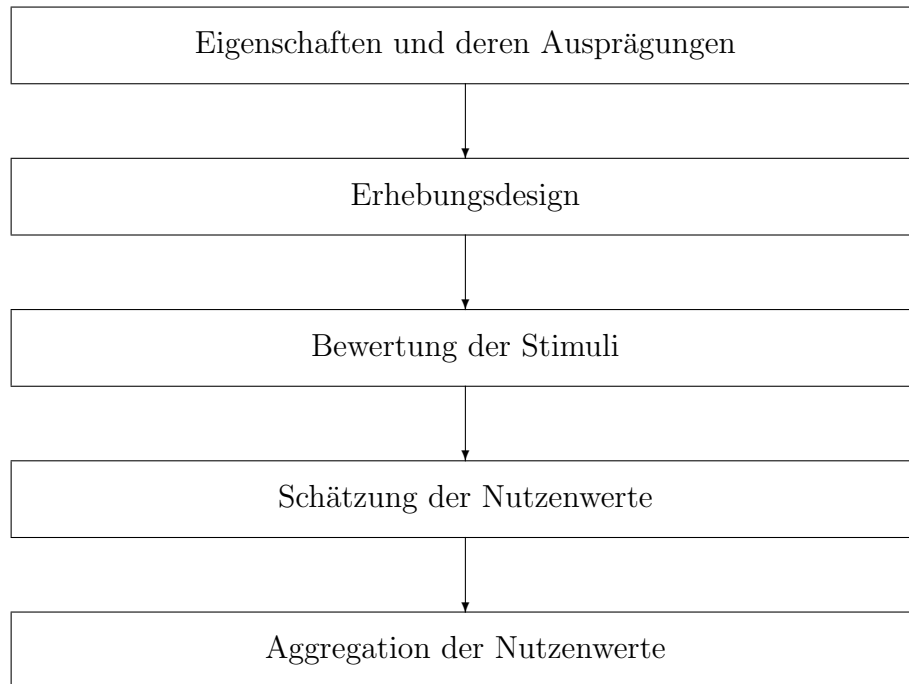 Eigenschaften und deren Ausprägungen
Erhebungsdesign
Bewertung der Stimuli
Schätzung der Nutzenwerte
Aggregation der Nutzenwerte